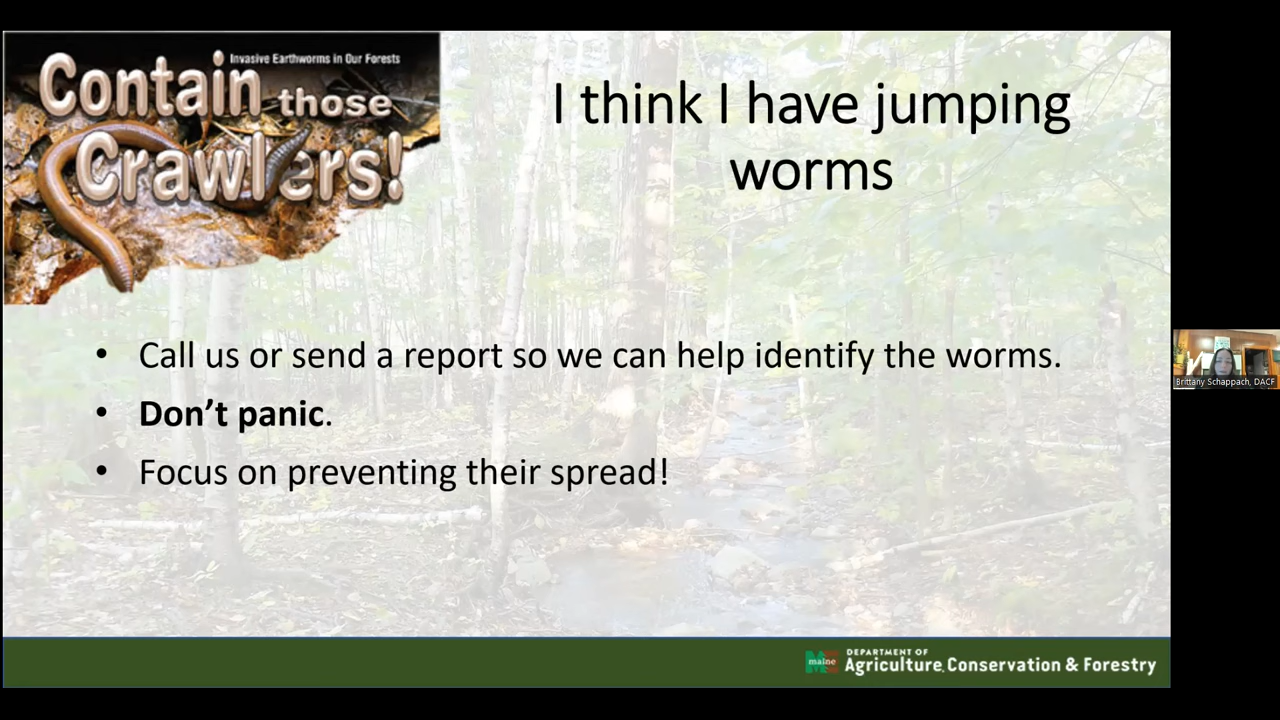 Invasive Earthworms in Our Forests
Contain those
Crawlers!
I think I have jumping
worms
• Call us or send a report so we can help identify the worms.
• Don’t panic.
• Focus on preventing their spread!
Brittany Schappach, DACF
maine
DEPARTMENT OF
Agriculture, Conservation & Forestry